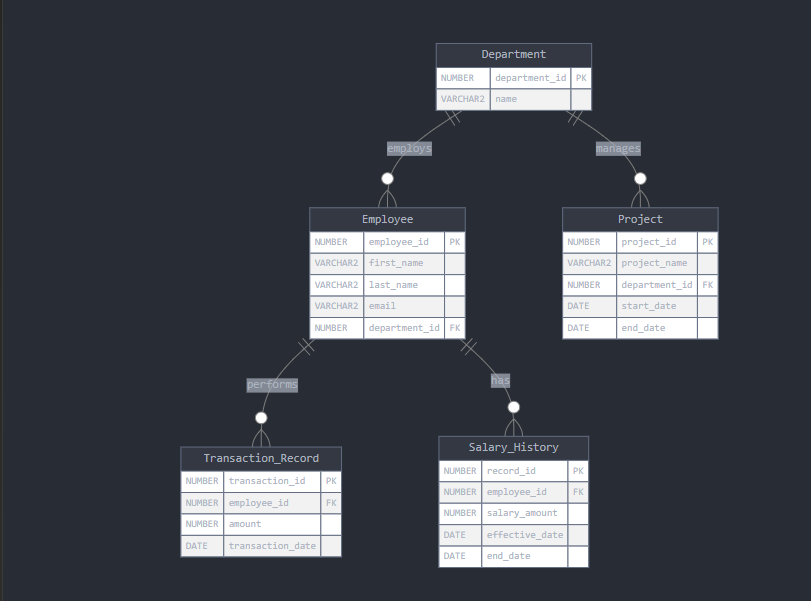 Department
NUMBER department_id PK
VARCHAR2 name
employs
manages
Employee
NUMBER employee_id PK
VARCHAR2 first_name
VARCHAR2 last_name
VARCHAR2 email
NUMBER department_id FK
Project
NUMBER project_id PK
VARCHAR2 project_name
NUMBER department_id FK
DATE start_date
DATE end_date
performs
has
Transaction_Record
NUMBER transaction_id PK
NUMBER employee_id FK
NUMBER amount
DATE transaction_date
Salary_History
NUMBER record_id PK
NUMBER employee_id FK
NUMBER salary_amount
DATE effective_date
DATE end_date